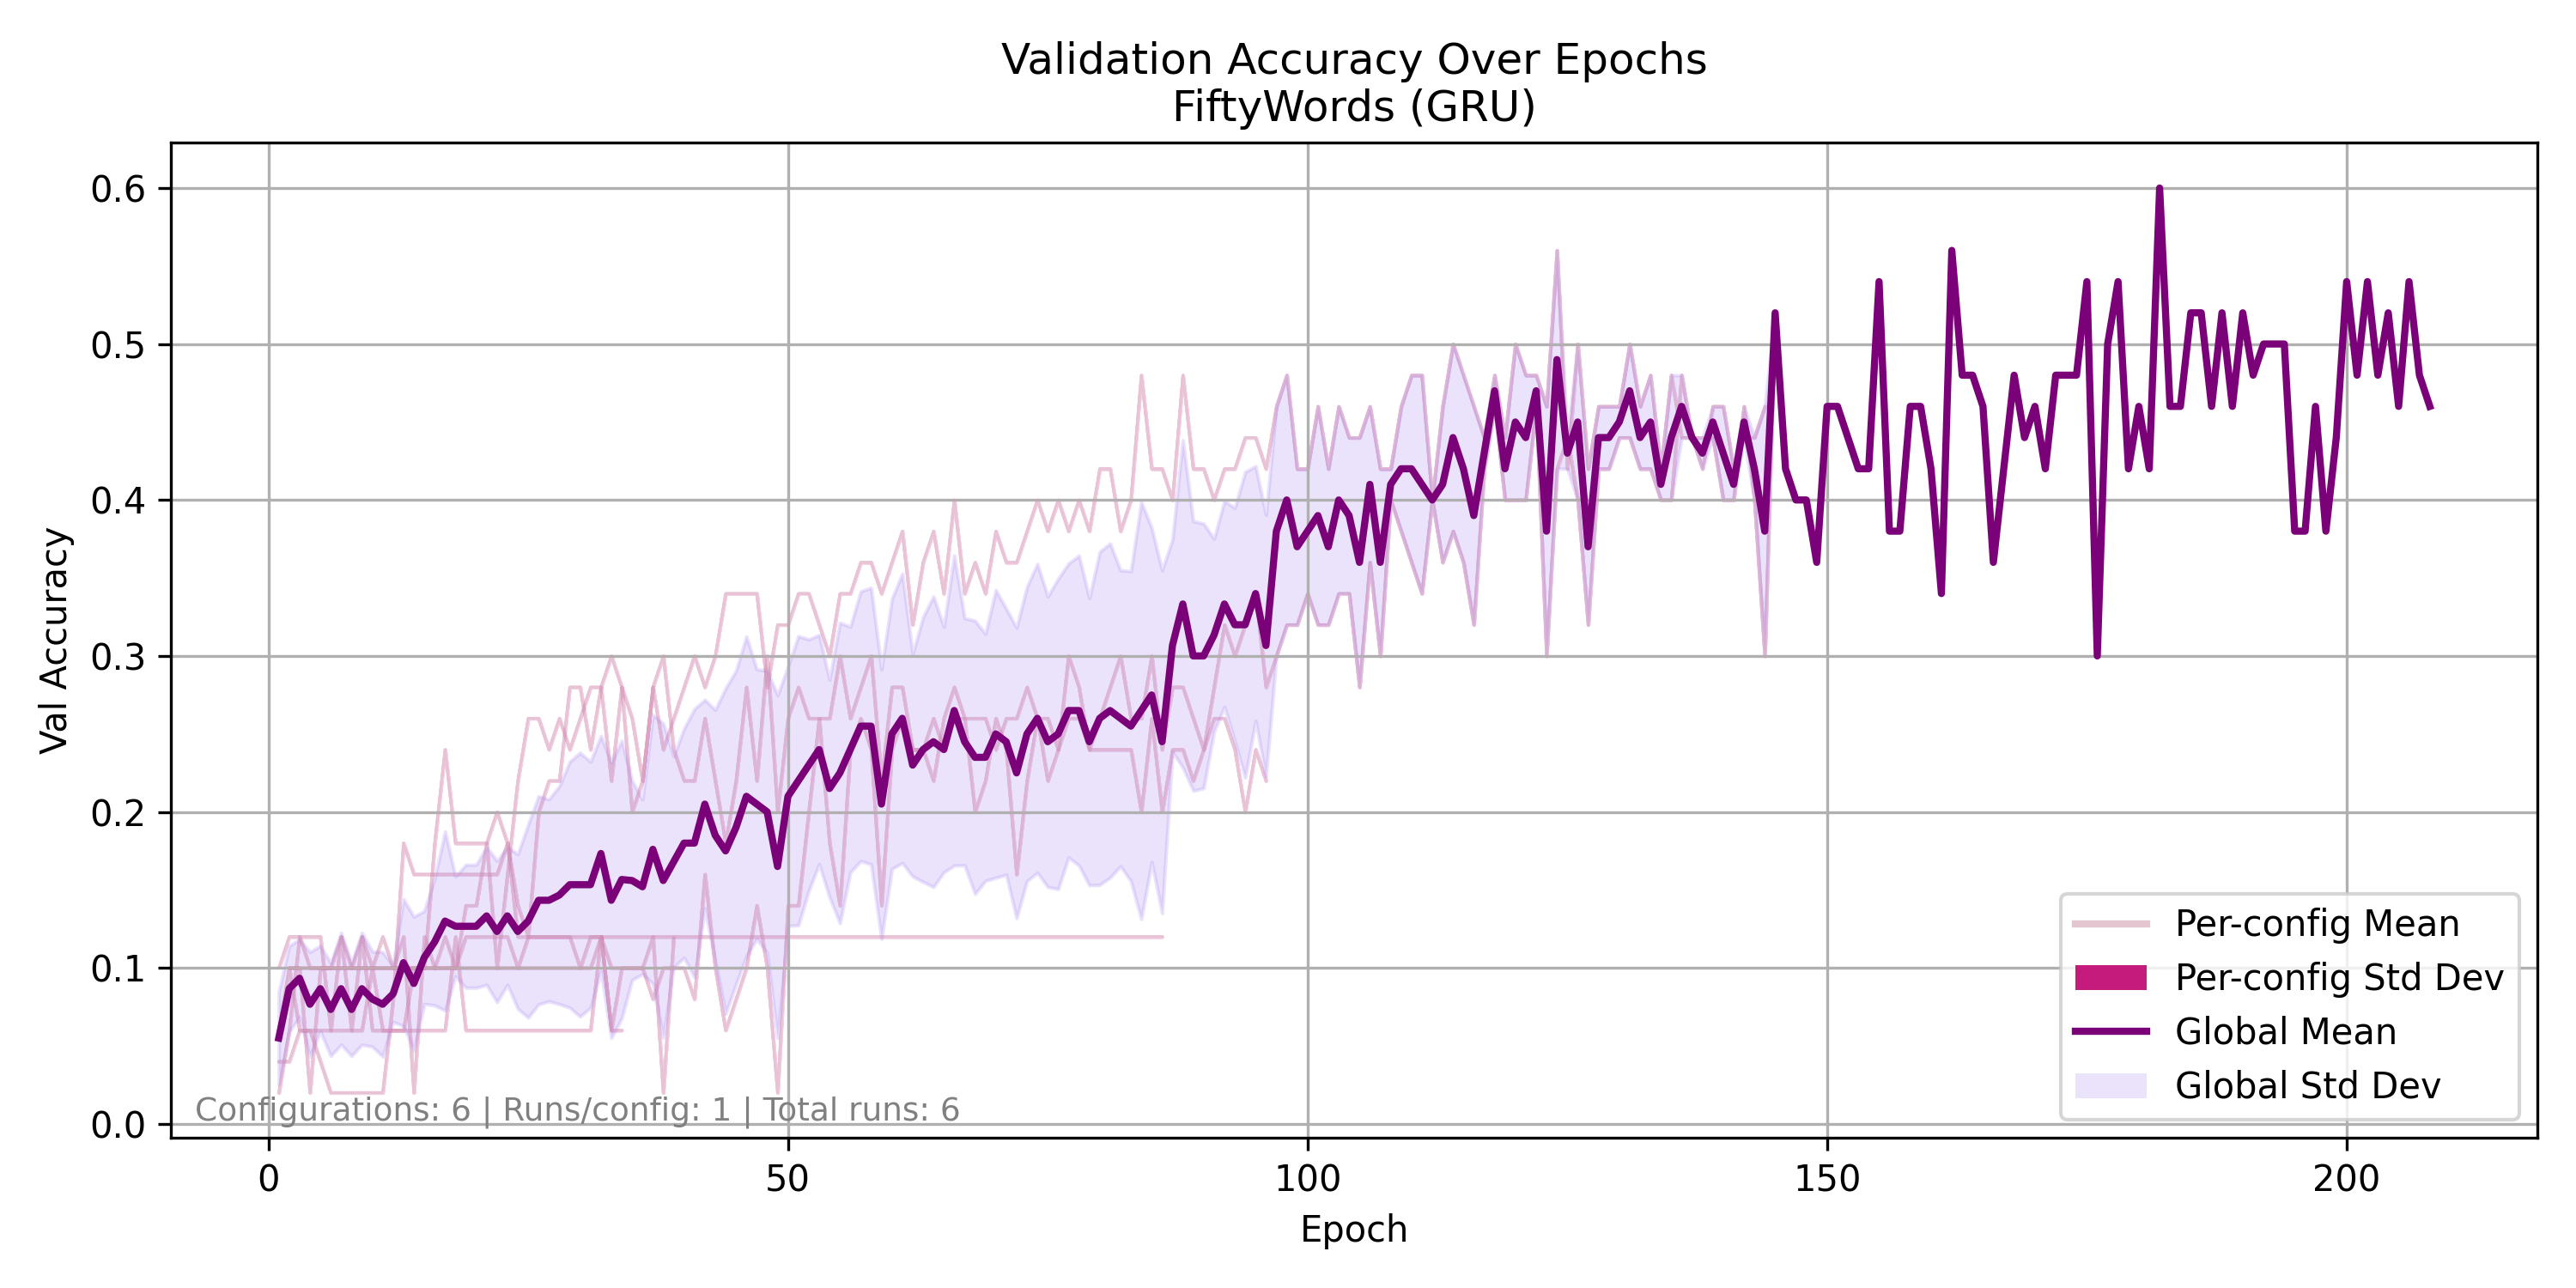 Validation Accuracy Over Epochs
FiftyWords (GRU)
Val Accuracy
0.6
0.5
0.4
0.3
0.2
0.1
0.0
Configurations: 6 | Runs/config: 1 | Total runs: 6
Per-config Mean
Per-config Std Dev
Global Mean
Global Std Dev
0 50 100 150 200
Epoch